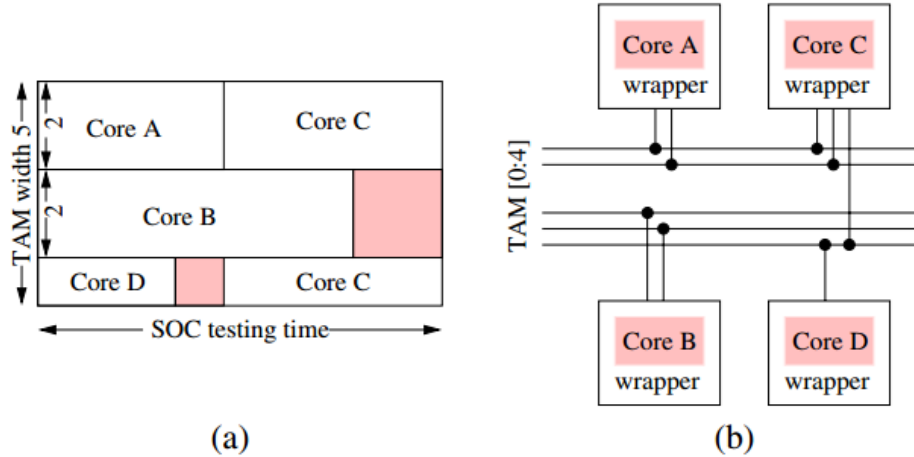 TAM width 5
2
Core A
Core C
2
Core B
Core D
Core C
SOC testing time
(a)
Core A
wrapper
Core C
wrapper
TAM [0:4]
Core B
wrapper
Core D
wrapper
(b)